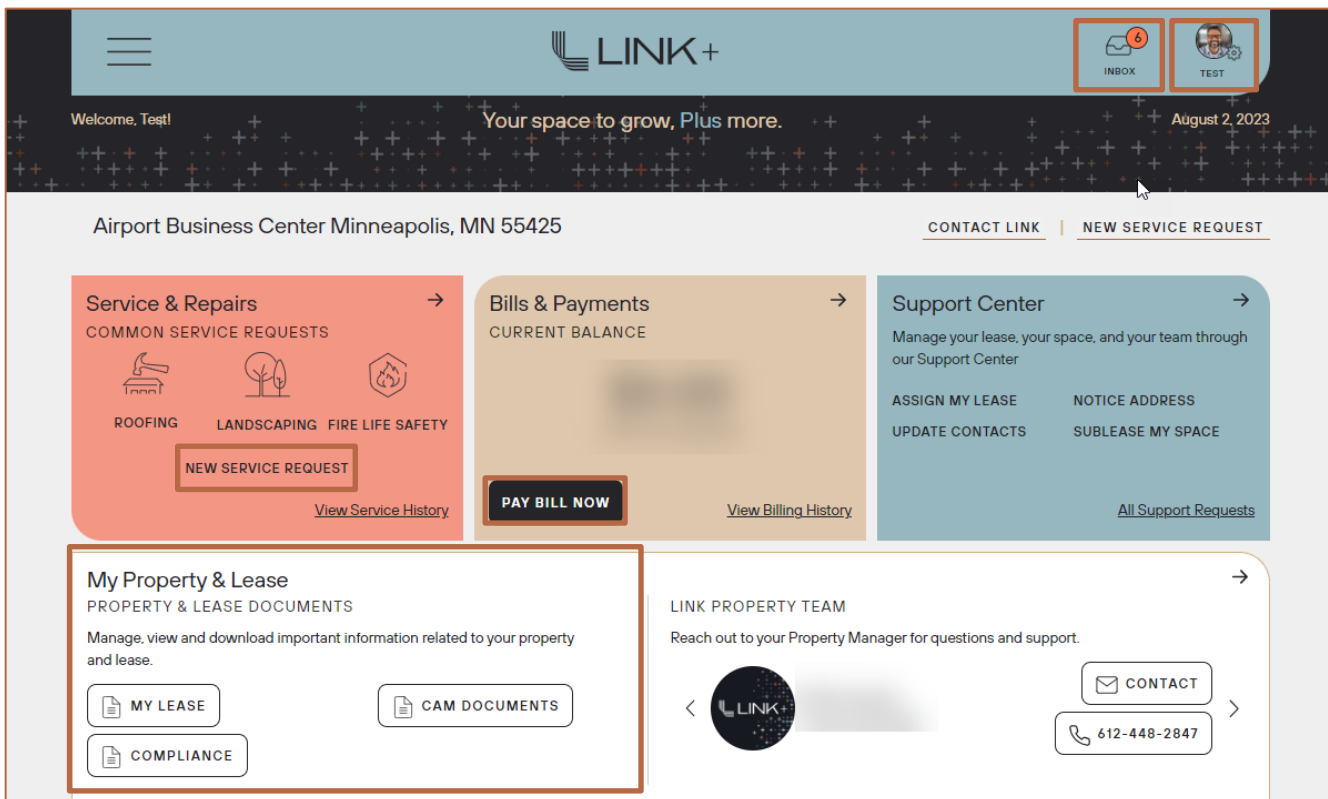 LINK+
6
INBOX
TEST
Welcome, Test!
Your space to grow, Plus more.
August 2, 2023
Airport Business Center Minneapolis, MN 55425
CONTACT LINK | NEW SERVICE REQUEST
Service & Repairs
COMMON SERVICE REQUESTS
ROOFING
LANDSCAPING
FIRE LIFE SAFETY
NEW SERVICE REQUEST
View Service History
Bills & Payments
CURRENT BALANCE
PAY BILL NOW
View Billing History
Support Center
Manage your lease, your space, and your team through
our Support Center
ASSIGN MY LEASE
NOTICE ADDRESS
UPDATE CONTACTS
SUBLEASE MY SPACE
All Support Requests
My Property & Lease
PROPERTY & LEASE DOCUMENTS
Manage, view and download important information related to your property
and lease.
MY LEASE
CAM DOCUMENTS
COMPLIANCE
LINK PROPERTY TEAM
Reach out to your Property Manager for questions and support.
LINK+
CONTACT
612-448-2847